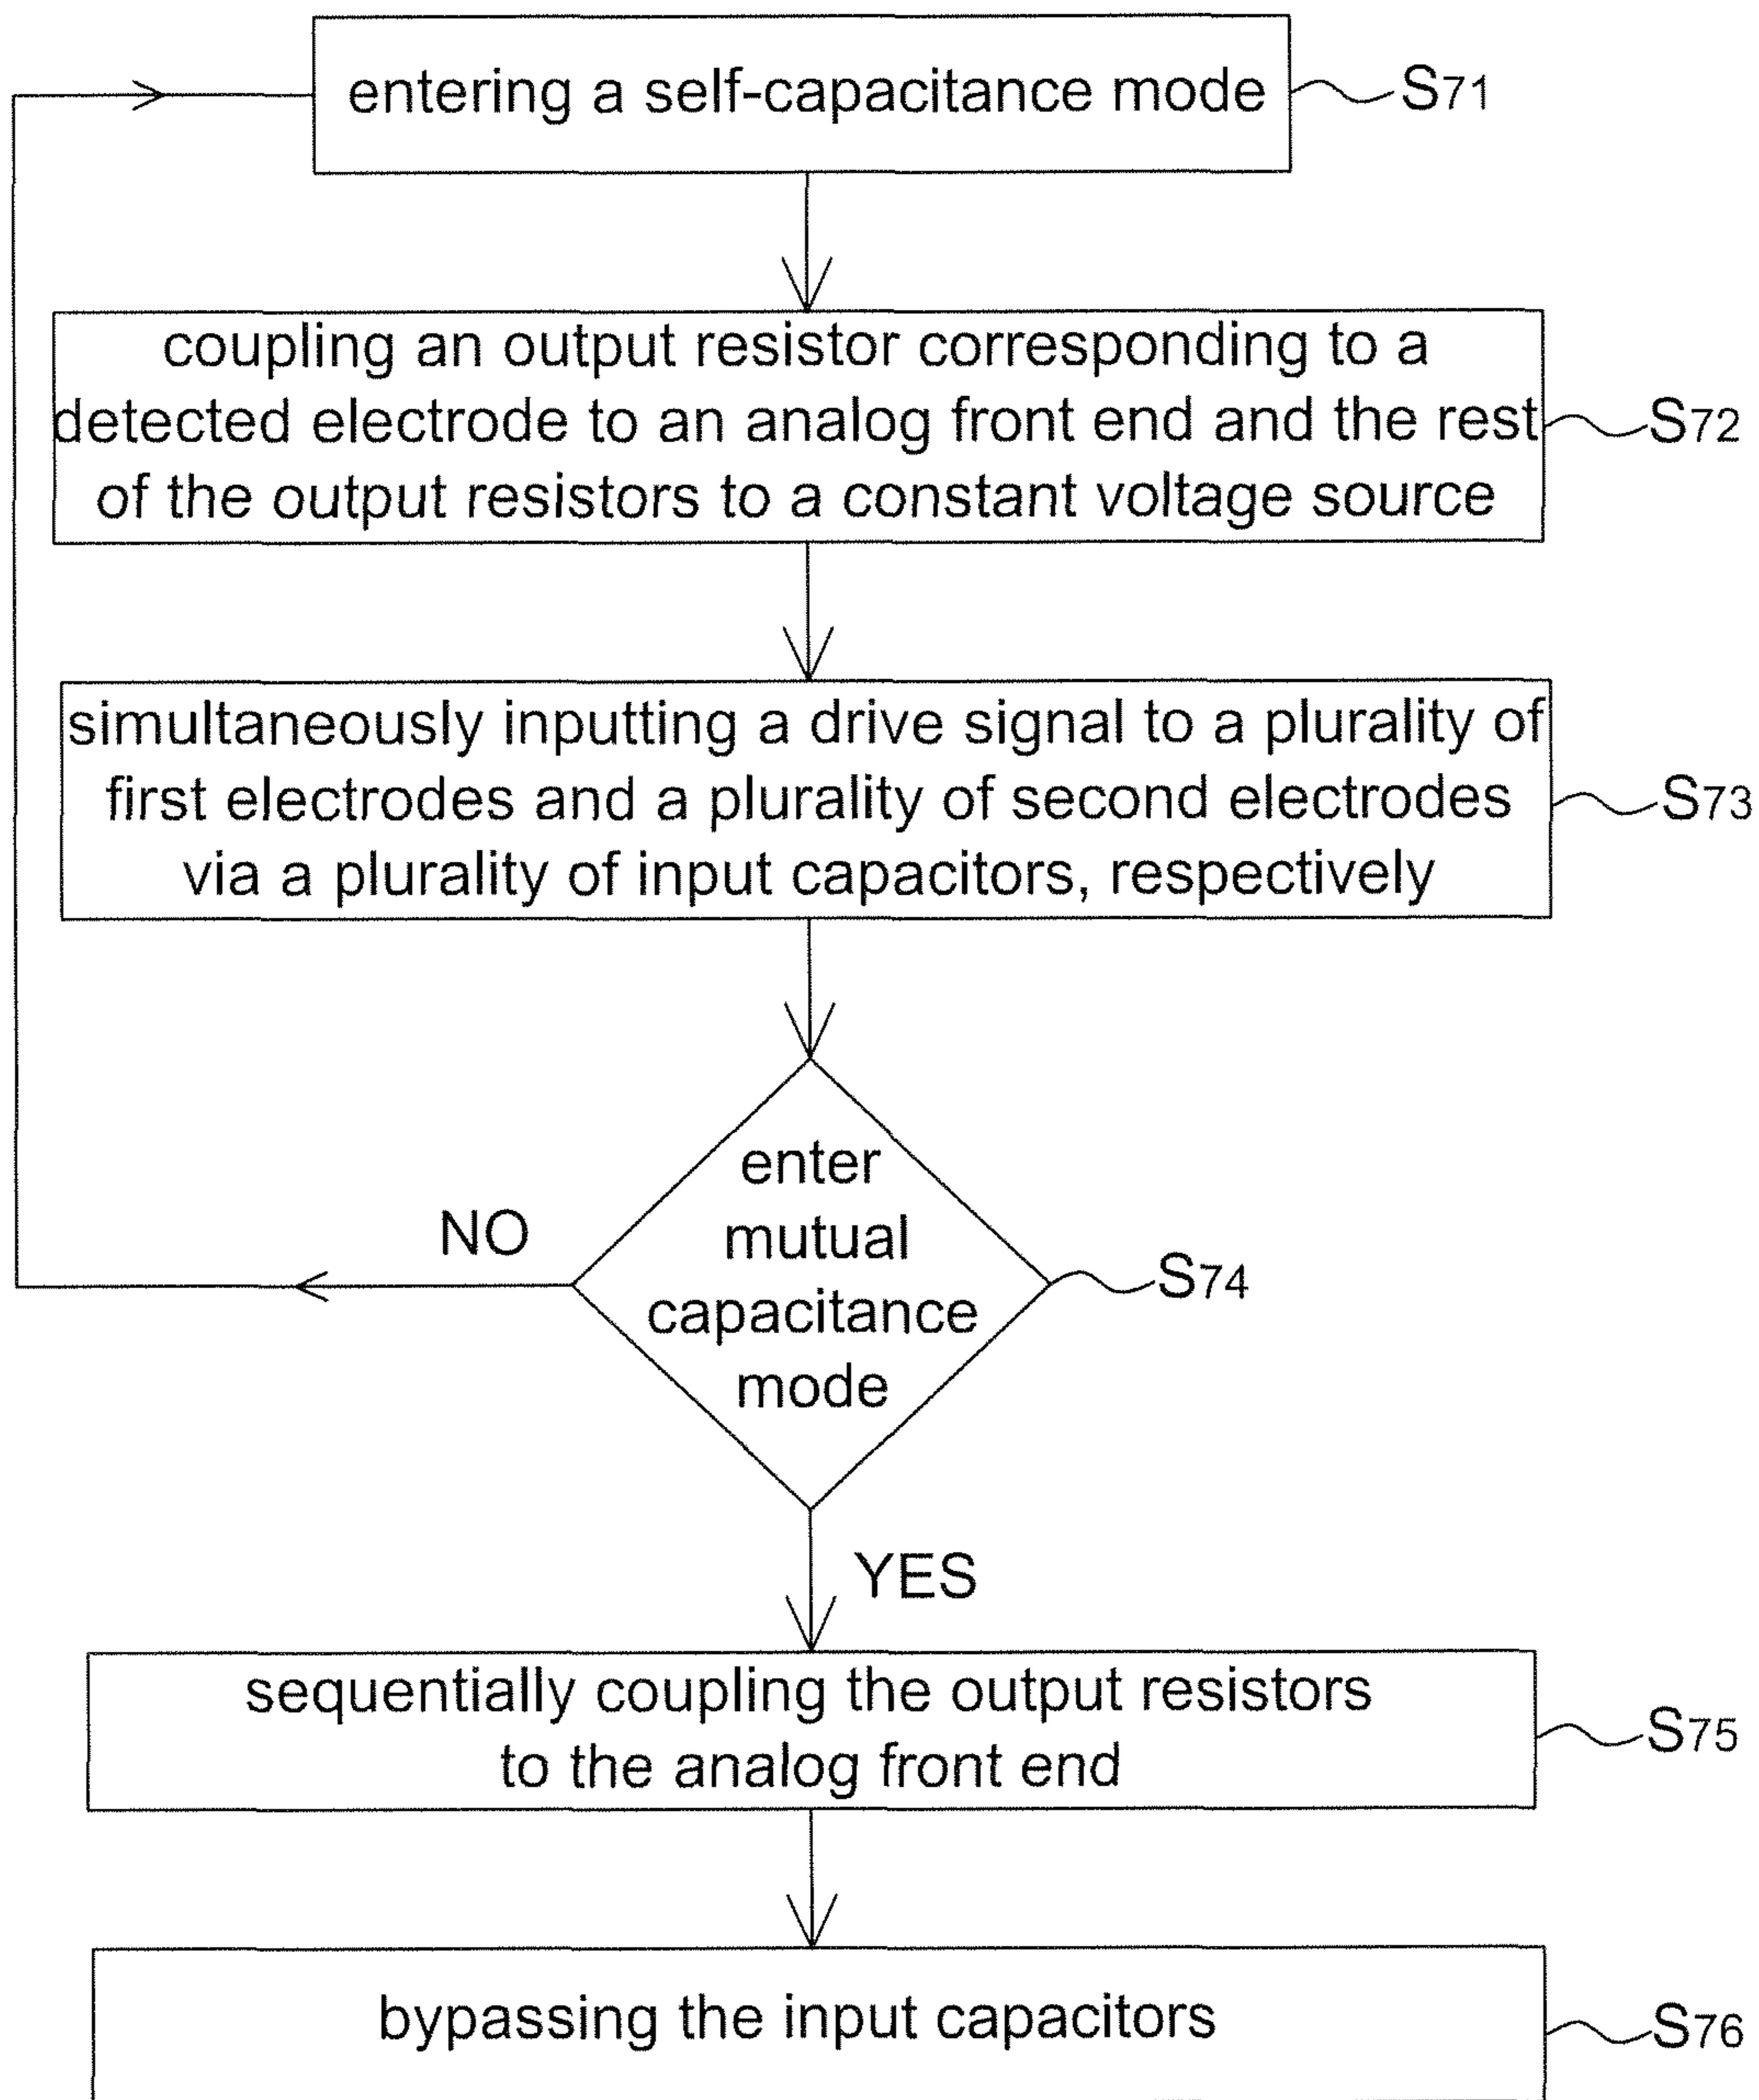 entering a self-capacitance mode
S71
coupling an output resistor corresponding to a
detected electrode to an analog front end and the rest
of the output resistors to a constant voltage source
S72
simultaneously inputting a drive signal to a plurality of
first electrodes and a plurality of second electrodes
via a plurality of input capacitors, respectively
S73
enter
mutual
capacitance
mode
S74
NO
YES
sequentially coupling the output resistors
to the analog front end
S75
bypassing the input capacitors
S76